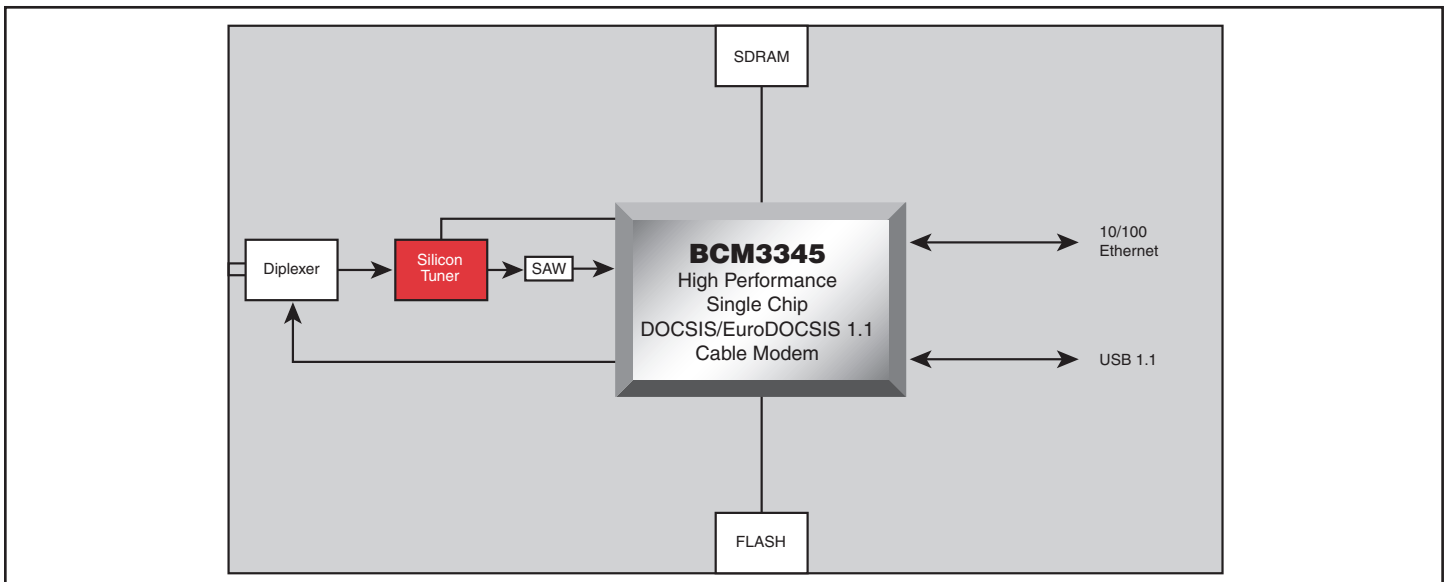 SDRAM
Diplexer
Silicon
Tuner
SAW
BCM3345
High Performance
Single Chip
DOCSIS/EuroDOCSIS 1.1
Cable Modem
10/100
Ethernet
USB 1.1
FLASH